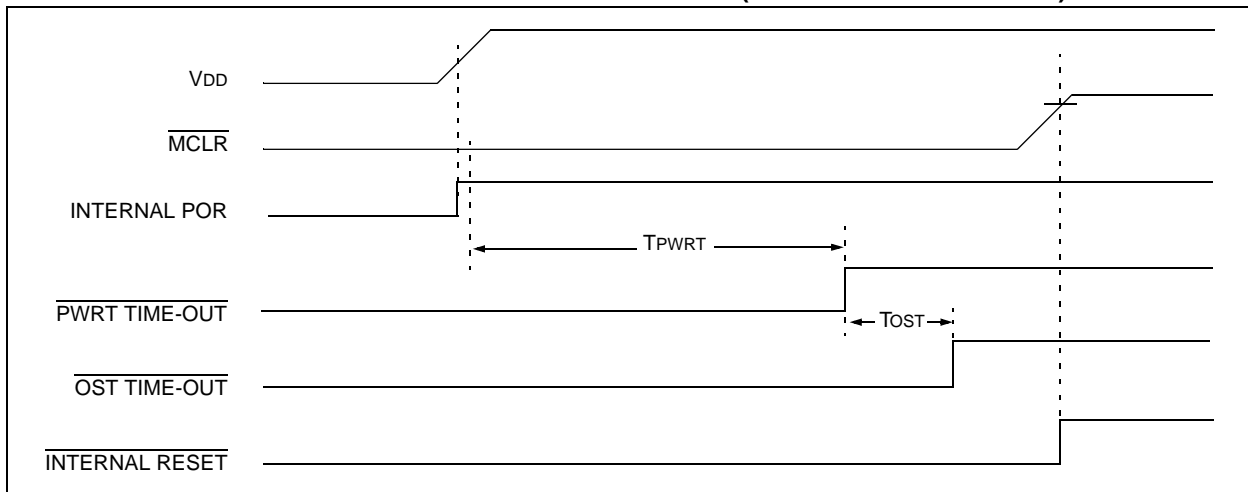 VDD
MCLR
INTERNAL POR
TPWRT
PWRT TIME-OUT
TOST
OST TIME-OUT
INTERNAL RESET